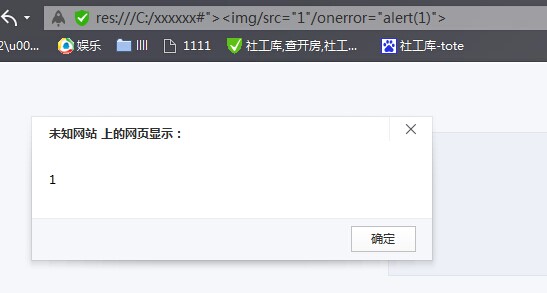 res:///C:/xxxxxx#"><img/src="1"/onerror="alert(1)">
2\u00... 娱乐 llll 1111 社工库,查开房,社工... 社工库-tote
未知网站 上的网页显示：
1
确定